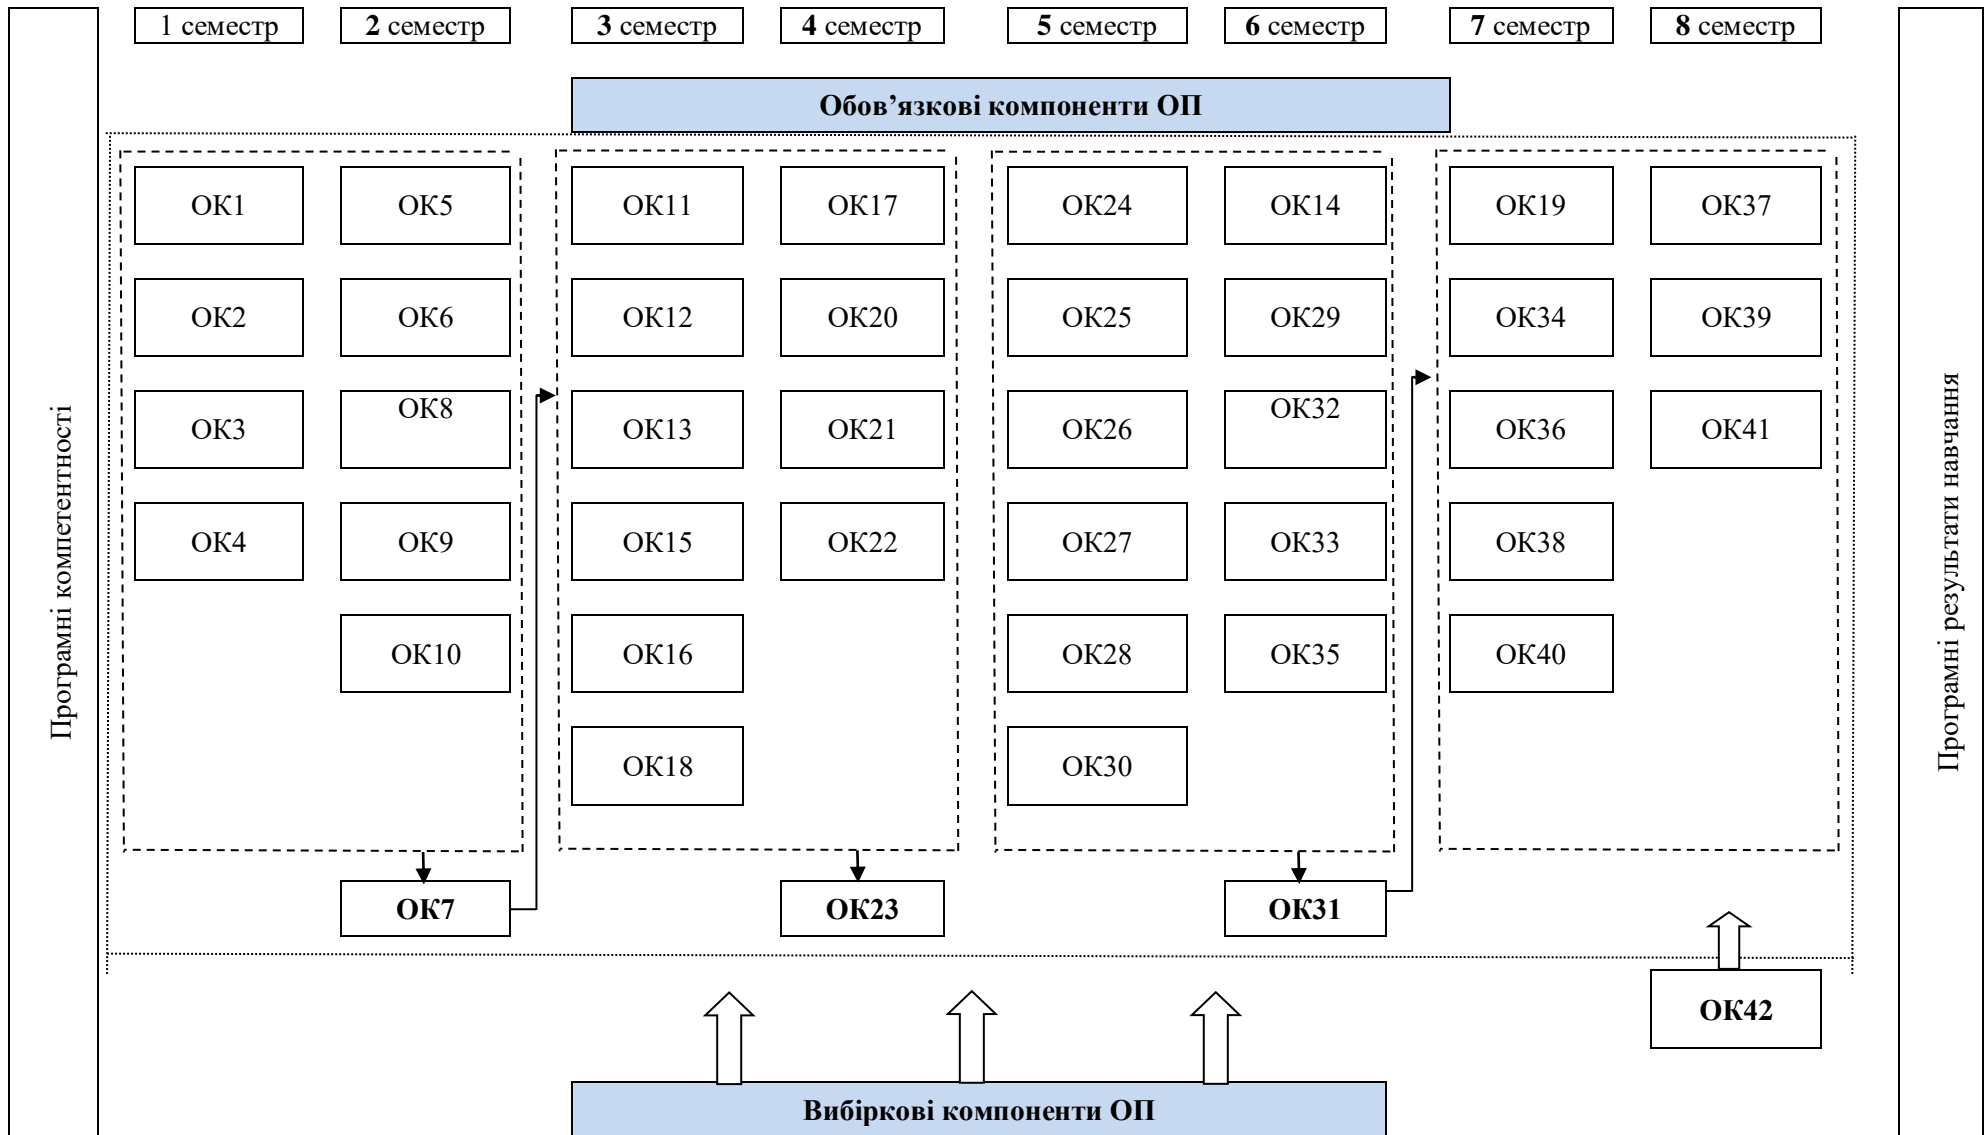 1 семестр
2 семестр
3 семестр
4 семестр
5 семестр
6 семестр
7 семестр
8 семестр
Обов’язкові компоненти ОП
Програмні компетентності
ОК1
ОК5
ОК11
ОК17
ОК24
ОК14
ОК19
ОК37
ОК2
ОК6
ОК12
ОК20
ОК25
ОК29
ОК34
ОК39
ОК3
ОК8
ОК13
ОК21
ОК26
ОК32
ОК36
ОК41
ОК4
ОК9
ОК15
ОК22
ОК27
ОК33
ОК38
ОК10
ОК16
ОК28
ОК35
ОК40
ОК18
ОК30
ОК7
ОК23
ОК31
ОК42
Вибіркові компоненти ОП
Програмні результати навчання